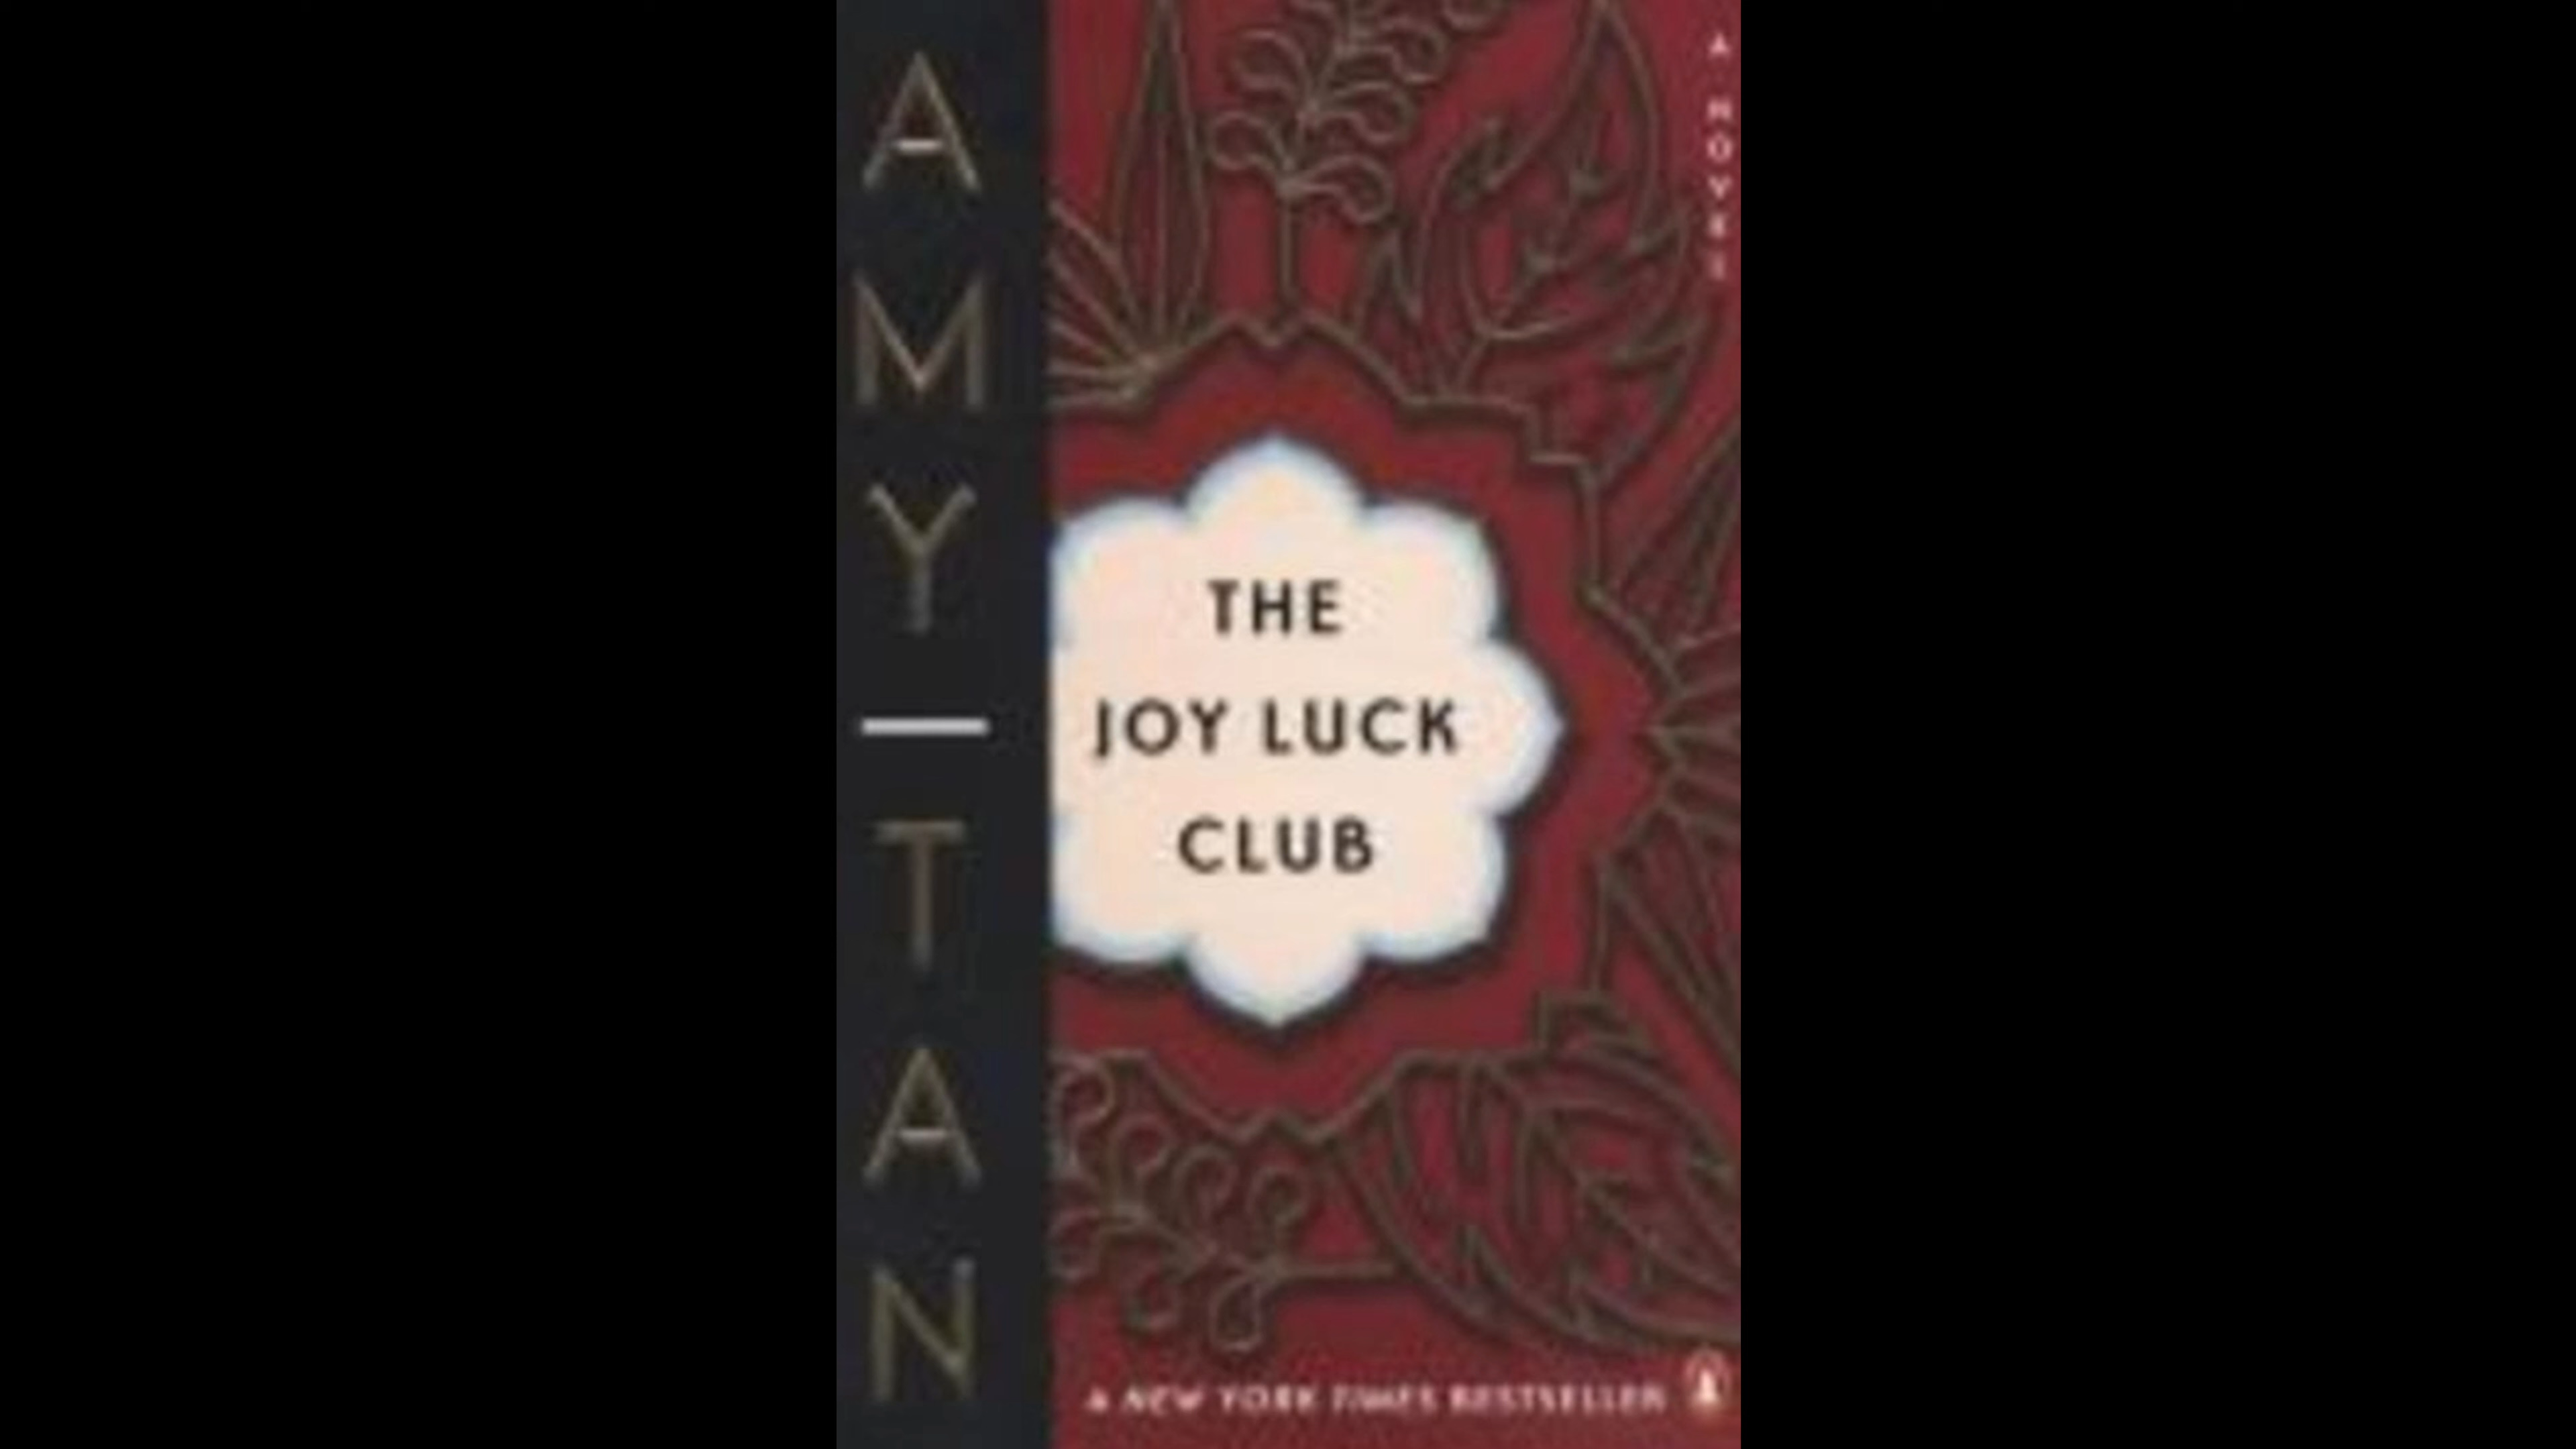 AMY TAN
A NOVEL
THE
JOY LUCK
CLUB
A NEW YORK TIMES BESTSELLER